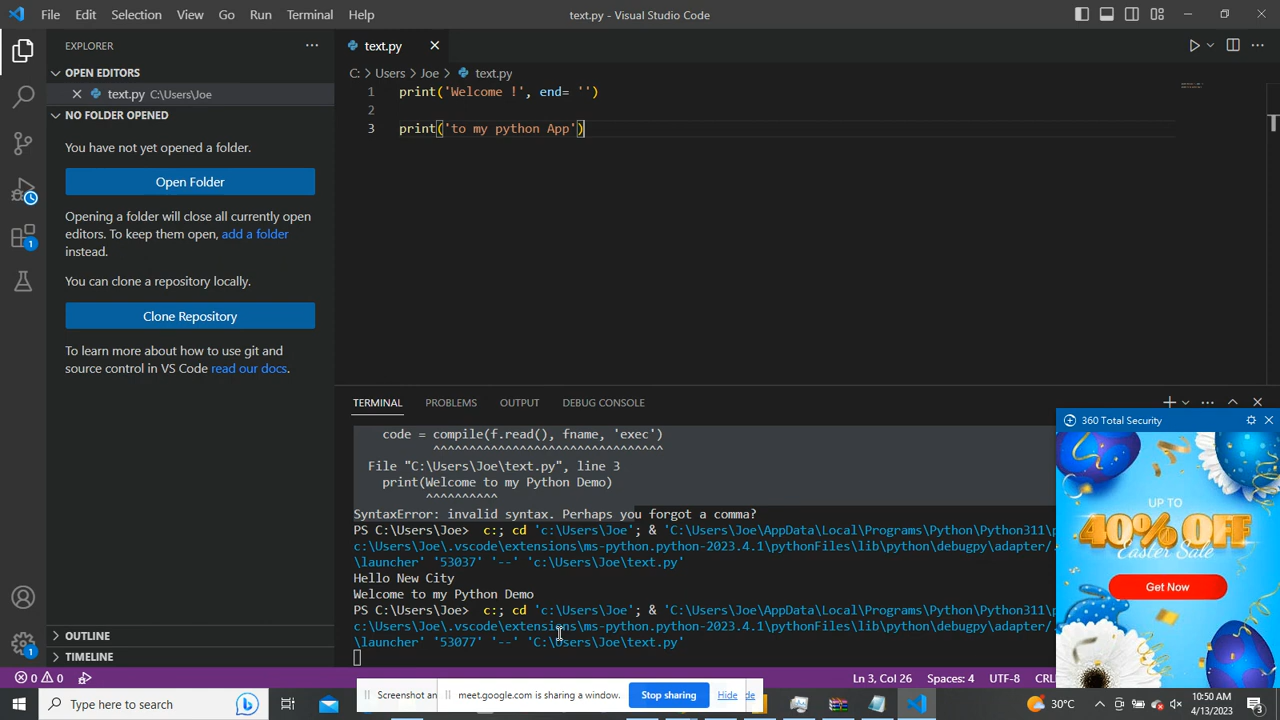 File Edit Selection View Go Run Terminal Help
text.py - Visual Studio Code
EXPLORER
OPEN EDITORS
text.py C:\Users\Joe
NO FOLDER OPENED
You have not yet opened a folder.
Open Folder
Opening a folder will close all currently open
editors. To keep them open, add a folder
instead.
You can clone a repository locally.
Clone Repository
To learn more about how to use git and
source control in VS Code read our docs.
OUTLINE
TIMELINE
1
1
text.py
C: > Users > Joe > text.py
1 print('Welcome !', end= '')
2
3 print('to my python App')
TERMINAL PROBLEMS OUTPUT DEBUG CONSOLE
code = compile(f.read(), fname, 'exec')
^^^^^^^^^^^^^^^^^^^^^^^^^^^^^^^
File "C:\Users\Joe\text.py", line 3
print(Welcome to my Python Demo)
^^^^^^^^^^
SyntaxError: invalid syntax. Perhaps you forgot a comma?
PS C:\Users\Joe> c:; cd 'c:\Users\Joe'; & 'C:\Users\Joe\AppData\Local\Programs\Python\Python311\p
c:\Users\Joe\.vscode\extensions\ms-python.python-2023.4.1\pythonFiles\lib\python\debugpy\adapter/.
\launcher' '53037' '--' 'c:\Users\Joe\text.py'
Hello New City
Welcome to my Python Demo
PS C:\Users\Joe> c:; cd 'c:\Users\Joe'; & 'C:\Users\Joe\AppData\Local\Programs\Python\Python311\p
c:\Users\Joe\.vscode\extensions\ms-python.python-2023.4.1\pythonFiles\lib\python\debugpy\adapter/.
\launcher' '53077' '--' 'C:\Users\Joe\text.py'
360 Total Security
UP TO
40% OFF
Easter Sale
Get Now
0 0
Ln 3, Col 26 Spaces: 4 UTF-8 CRL
Type here to search
Screenshot an
meet.google.com is sharing a window. Stop sharing Hide
de
30°C
10:50 AM
4/13/2023
3